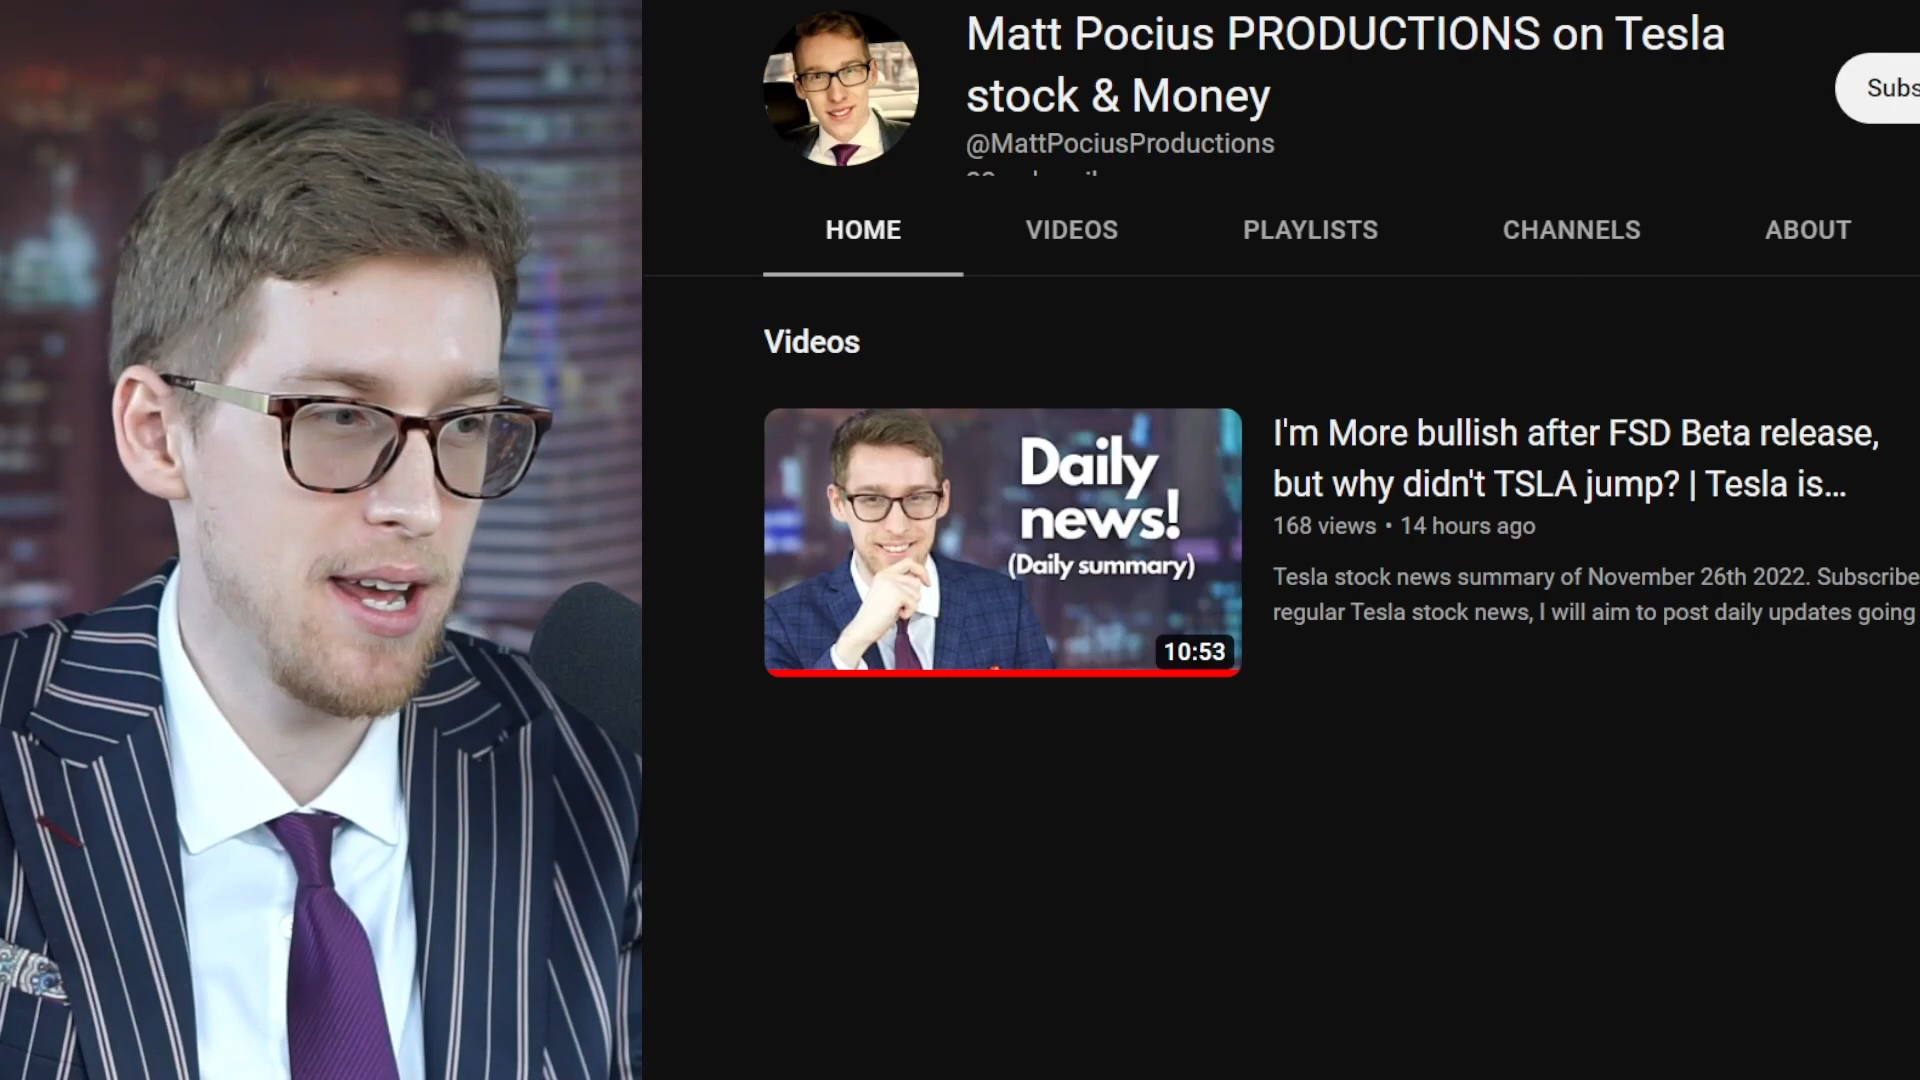 Matt Pocius PRODUCTIONS on Tesla
stock & Money
@MattPociusProductions
Subs
HOME VIDEOS PLAYLISTS CHANNELS ABOUT
Videos
Daily
news!
(Daily summary)
10:53
I'm More bullish after FSD Beta release,
but why didn't TSLA jump? | Tesla is...
168 views • 14 hours ago
Tesla stock news summary of November 26th 2022. Subscribe
regular Tesla stock news, I will aim to post daily updates going